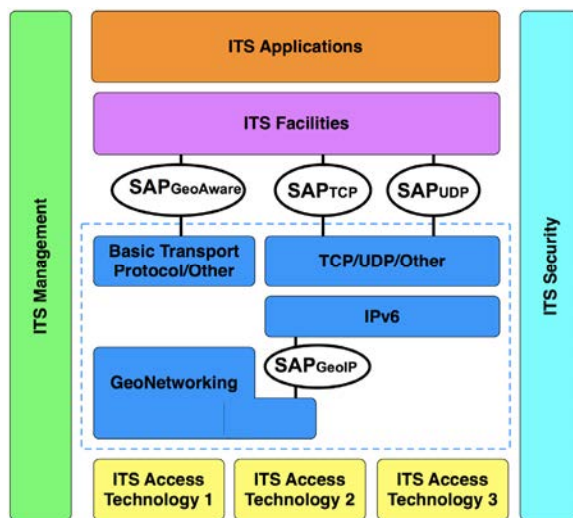 ITS Applications
ITS Facilities
SAPGeoAware
SAPTCP
SAPUDP
ITS Management
ITS Security
Basic Transport
Protocol/Other
TCP/UDP/Other
IPv6
SAPGeoIP
GeoNetworking
ITS Access
Technology 1
ITS Access
Technology 2
ITS Access
Technology 3